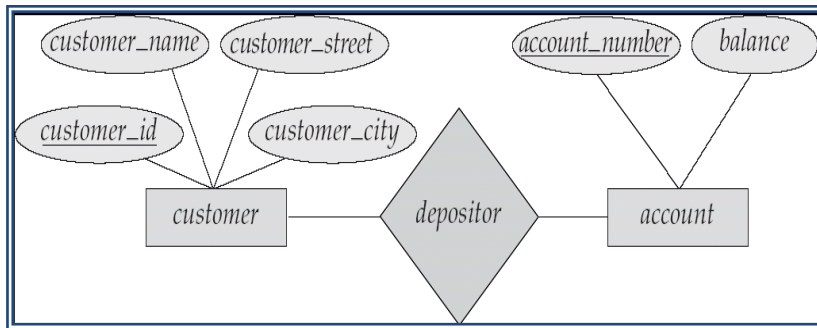 customer_name
customer_street
customer_id
customer_city
customer
depositor
account_number
balance
account